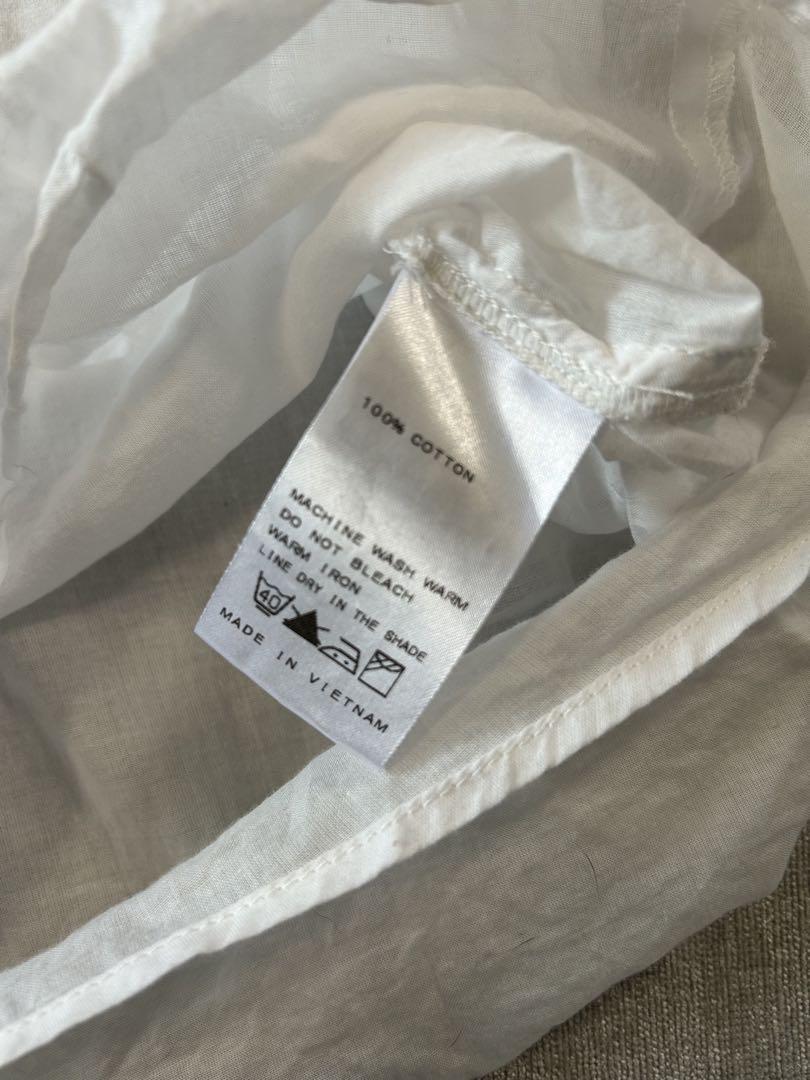 100% COTTON
MACHINE WASH WARM
DO NOT BLEACH
WARM IRON
LINE DRY IN THE SHADE
40
MADE IN VIETNAM